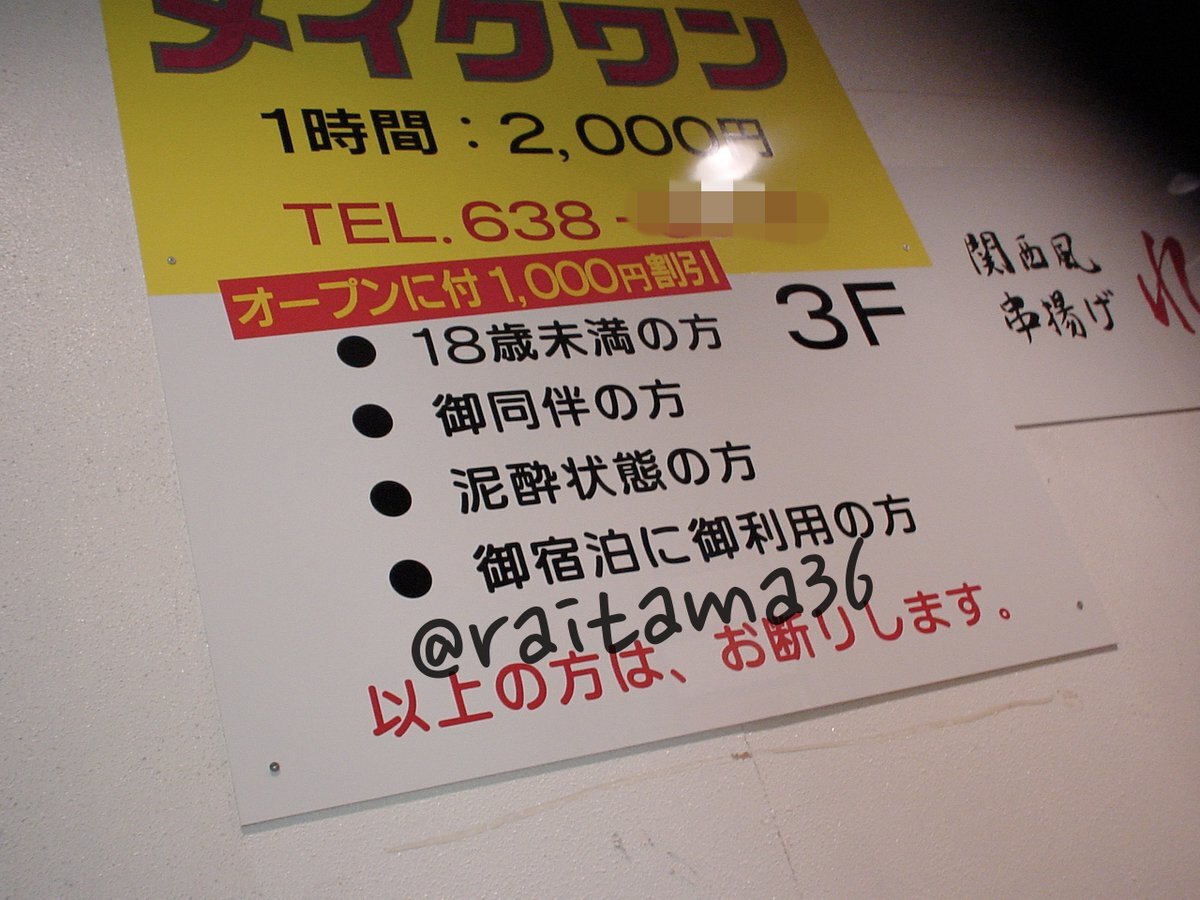 メイクワン
1時間：2,000円
TEL.638-
オープンに付1,000円割引
3F
● 18歳未満の方
● 御同伴の方
● 泥酔状態の方
● 御宿泊に御利用の方
@raitama36
以上の方は、お断りします。
関西風
串揚げ